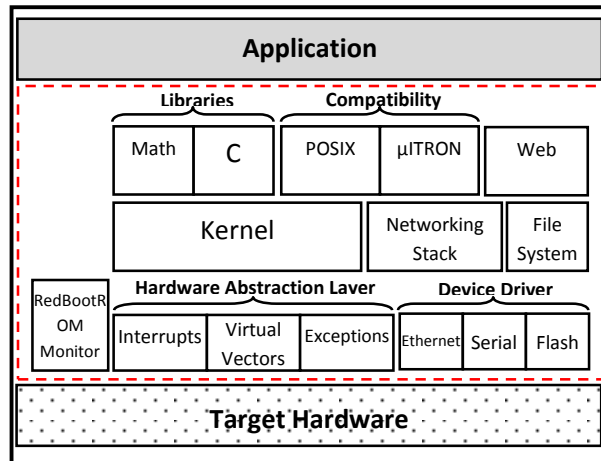 Application
Libraries
Compatibility
Math
C
POSIX
µITRON
Web
Kernel
Networking
Stack
File
System
RedBootR
OM
Monitor
Hardware Abstraction Laver
Device Driver
Interrupts
Virtual
Vectors
Exceptions
Ethernet
Serial
Flash
Target Hardware